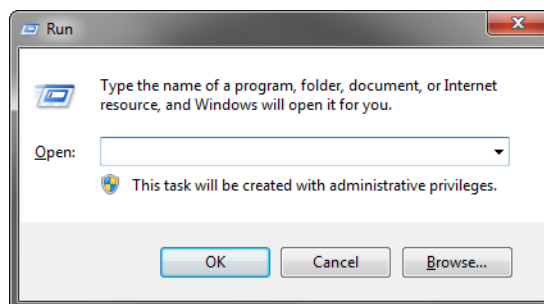 Run
Type the name of a program, folder, document, or Internet
resource, and Windows will open it for you.
Open:
This task will be created with administrative privileges.
OK
Cancel
Browse...